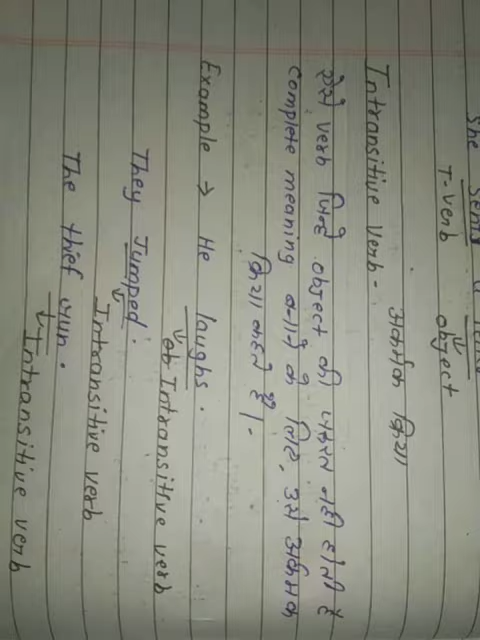 She sends a
T-verb object
Intransitive verb- अकर्मक क्रिया
ऐसे verb जिन्हें object की जरूरत नहीं होती है
complete meaning बनाने के लिए, उसे अकर्मक
क्रिया कहते है।
Example → He laughs.
Intransitive verb
They Jumped.
Intransitive verb
The thief run.
Intransitive verb